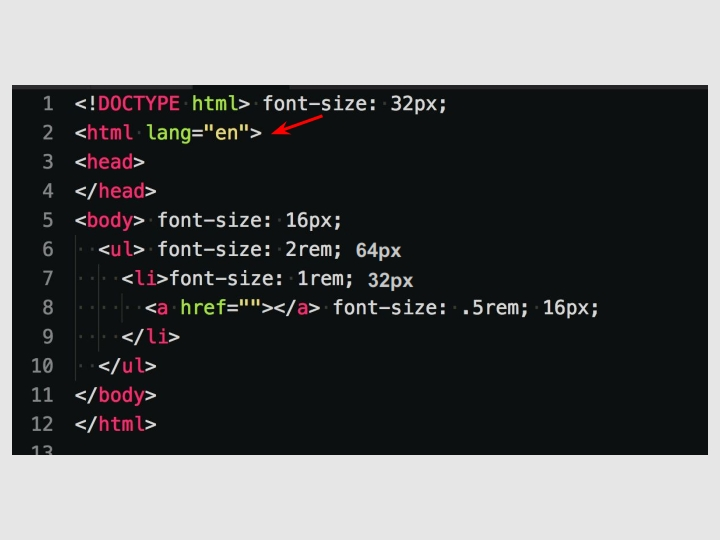 1 <!DOCTYPE html> font-size: 32px;
2 <html lang="en">
3 <head>
4 </head>
5 <body> font-size: 16px;
6 <ul> font-size: 2rem; 64px
7 <li>font-size: 1rem; 32px
8 <a href=""></a> font-size: .5rem; 16px;
9 </li>
10 </ul>
11 </body>
12 </html>
13